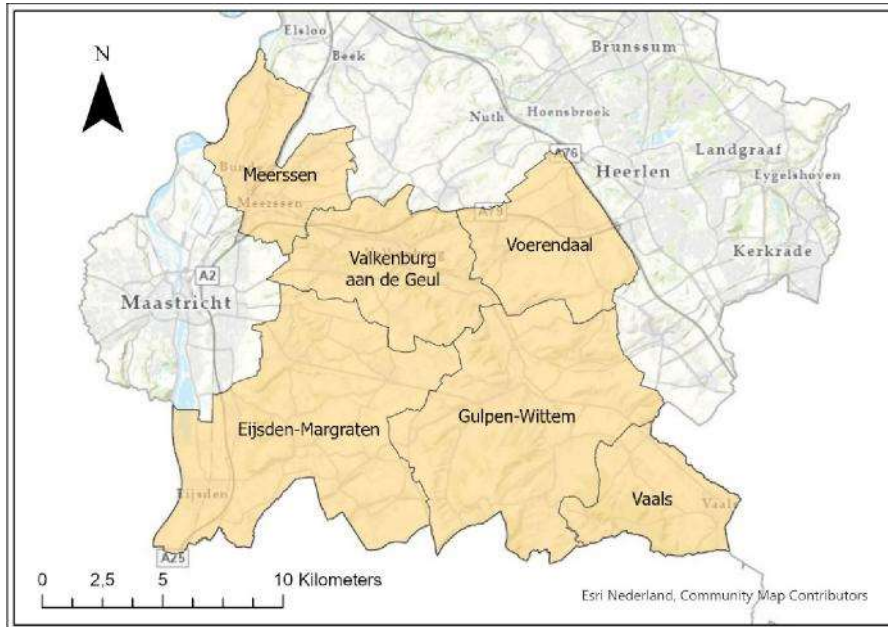 Elsloo
Beek
Brunssum
N
Nuth
Hoensbroek
A76
Landgraaf
Heerlen
Eygelshoven
Meerssen
Meerssen
A79
Voerendaal
Kerkrade
Valkenburg
aan de Geul
A2
Maastricht
Eijsden-Margraten
Gulpen-Wittem
Eijsden
Vaals
Vaals
A25
0 2,5 5 10 Kilometers
Esri Nederland, Community Map Contributors